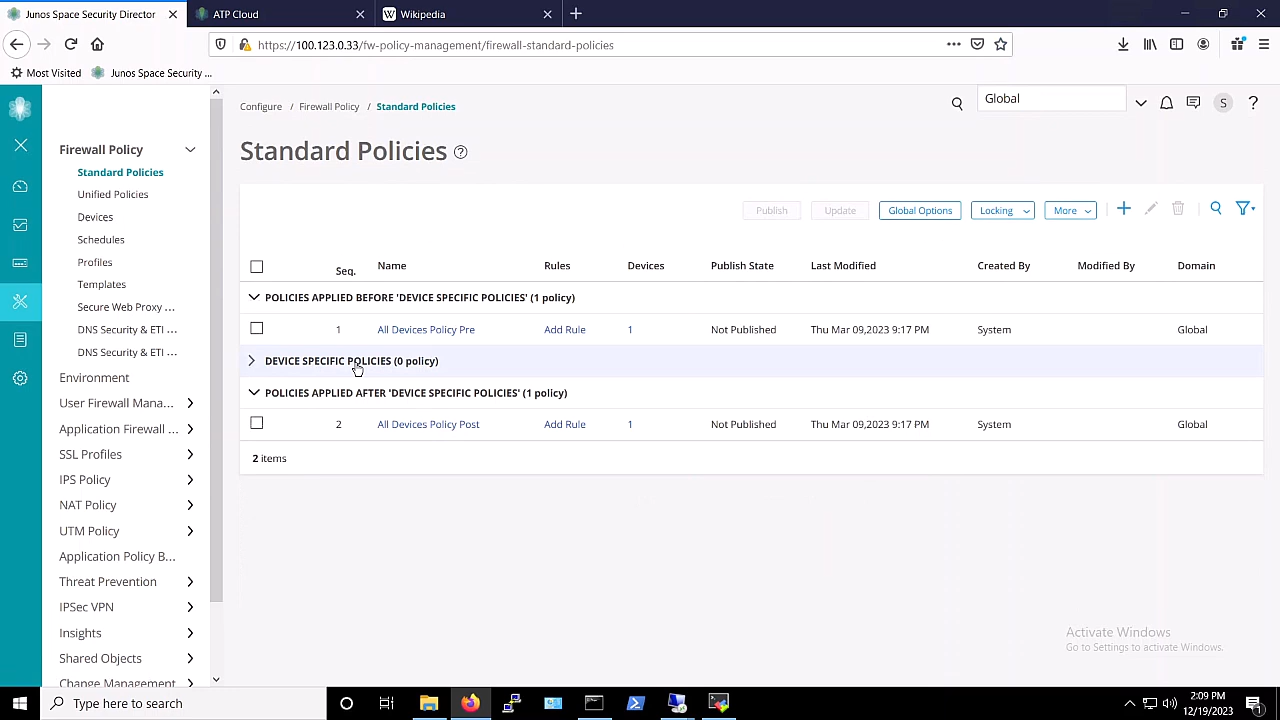 Junos Space Security Director
ATP Cloud
W Wikipedia
https://100.123.0.33/fw-policy-management/firewall-standard-policies
Most Visited
Junos Space Security ...
Configure / Firewall Policy / Standard Policies
Global
S
?
Standard Policies ?
Firewall Policy
Standard Policies
Unified Policies
Devices
Schedules
Profiles
Templates
Secure Web Proxy ...
DNS Security & ETI ...
DNS Security & ETI ...
Environment
User Firewall Mana...
Application Firewall ...
SSL Profiles
IPS Policy
NAT Policy
UTM Policy
Application Policy B...
Threat Prevention
IPSec VPN
Insights
Shared Objects
Change Management
Publish Update Global Options Locking More
Seq. Name Rules Devices Publish State Last Modified Created By Modified By Domain
POLICIES APPLIED BEFORE 'DEVICE SPECIFIC POLICIES' (1 policy)
1 All Devices Policy Pre Add Rule 1 Not Published Thu Mar 09,2023 9:17 PM System Global
DEVICE SPECIFIC POLICIES (0 policy)
POLICIES APPLIED AFTER 'DEVICE SPECIFIC POLICIES' (1 policy)
2 All Devices Policy Post Add Rule 1 Not Published Thu Mar 09,2023 9:17 PM System Global
2 items
Activate Windows
Go to Settings to activate Windows.
Type here to search
2:09 PM
12/19/2023
1